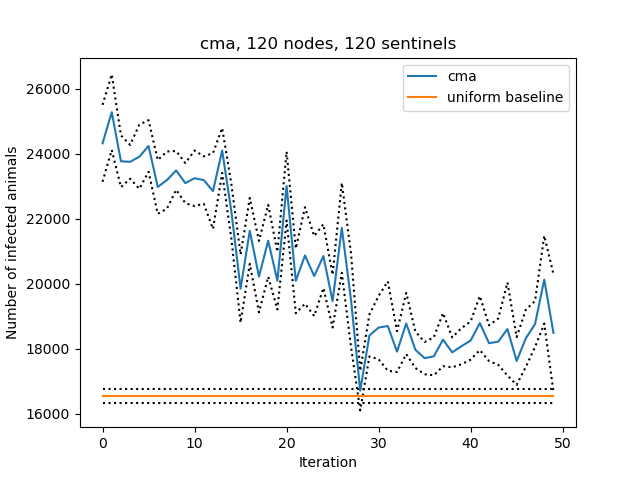 cma, 120 nodes, 120 sentinels
cma
uniform baseline
26000
24000
22000
20000
18000
16000
Number of infected animals
0 10 20 30 40 50
Iteration